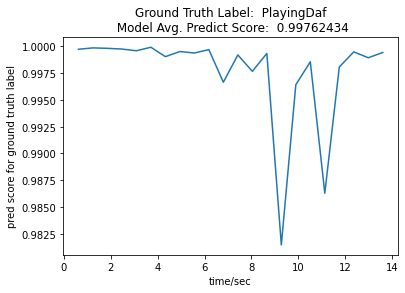 Ground Truth Label:  PlayingDaf
Model Avg. Predict Score:  0.99762434
pred score for ground truth label
1.0000
0.9975
0.9950
0.9925
0.9900
0.9875
0.9850
0.9825
0 2 4 6 8 10 12 14
time/sec